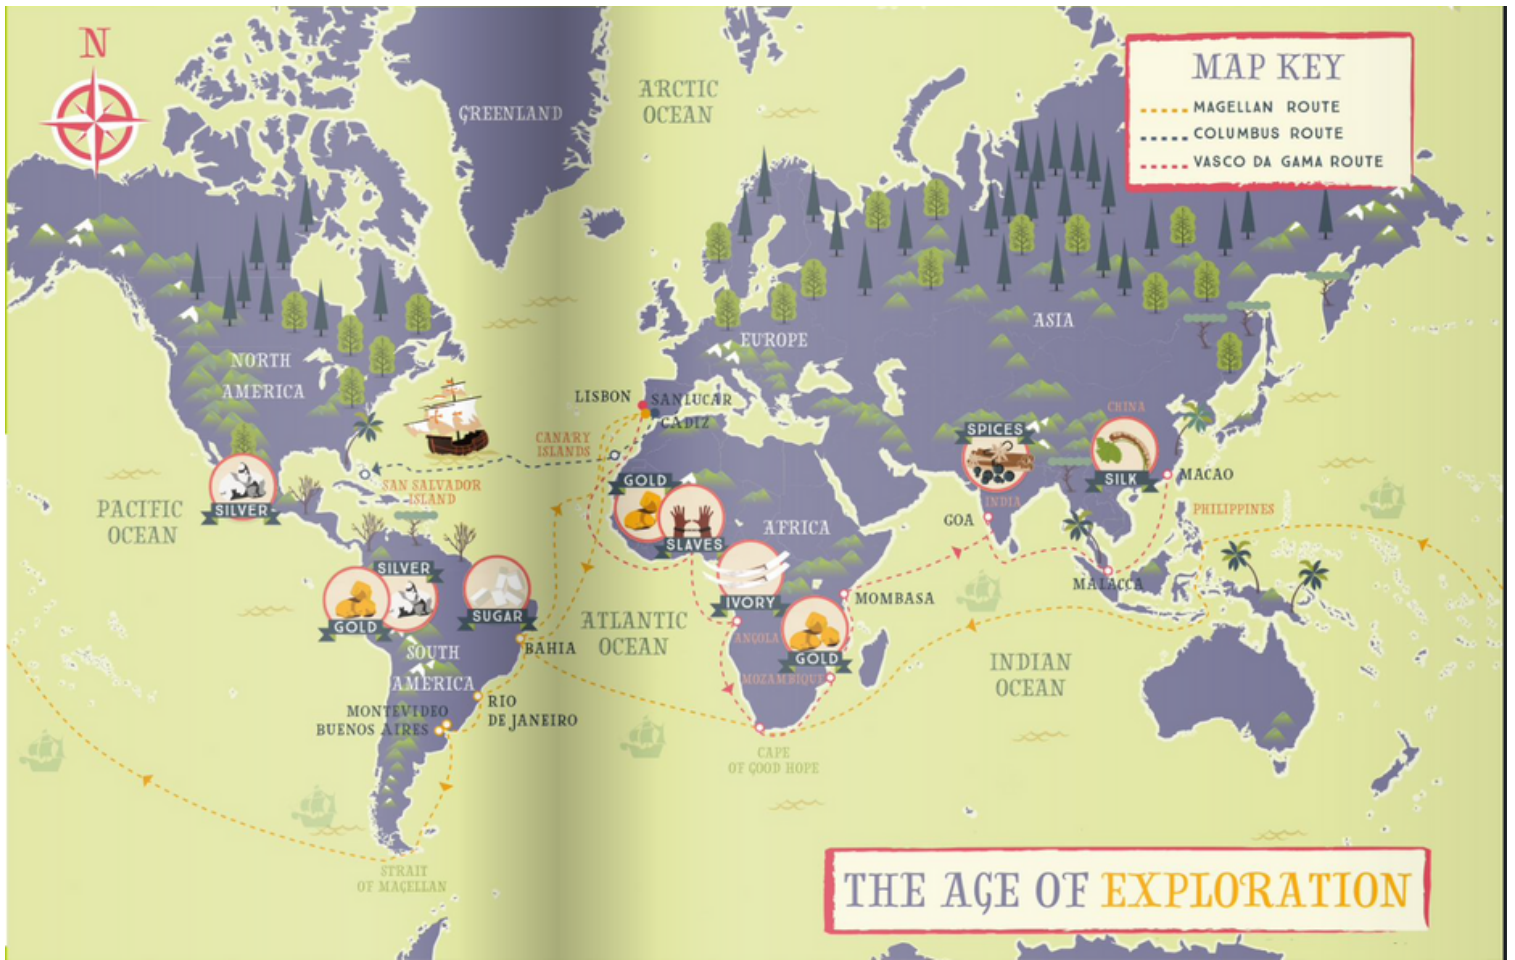 N
ARCTIC
OCEAN
MAP KEY
MAGELLAN ROUTE
COLUMBUS ROUTE
VASCO DA GAMA ROUTE
GREENLAND
NORTH
AMERICA
EUROPE
ASIA
LISBON
SANLUCAR
CADIZ
CANARY
ISLANDS
SAN SALVADOR
ISLAND
SILVER
PACIFIC
OCEAN
GOLD
SLAVES
AFRICA
SPICES
INDIA
GOA
CHINA
SILK
MACAO
PHILIPPINES
MALACCA
SILVER
GOLD
SUGAR
IVORY
MOMBASA
ATLANTIC
OCEAN
ANGOLA
GOLD
MOZAMBIQUE
BAHIA
SOUTH
AMERICA
RIO
DE JANEIRO
MONTEVIDEO
BUENOS AIRES
INDIAN
OCEAN
CAPE
OF GOOD HOPE
STRAIT
OF MAGELLAN
THE AGE OF EXPLORATION